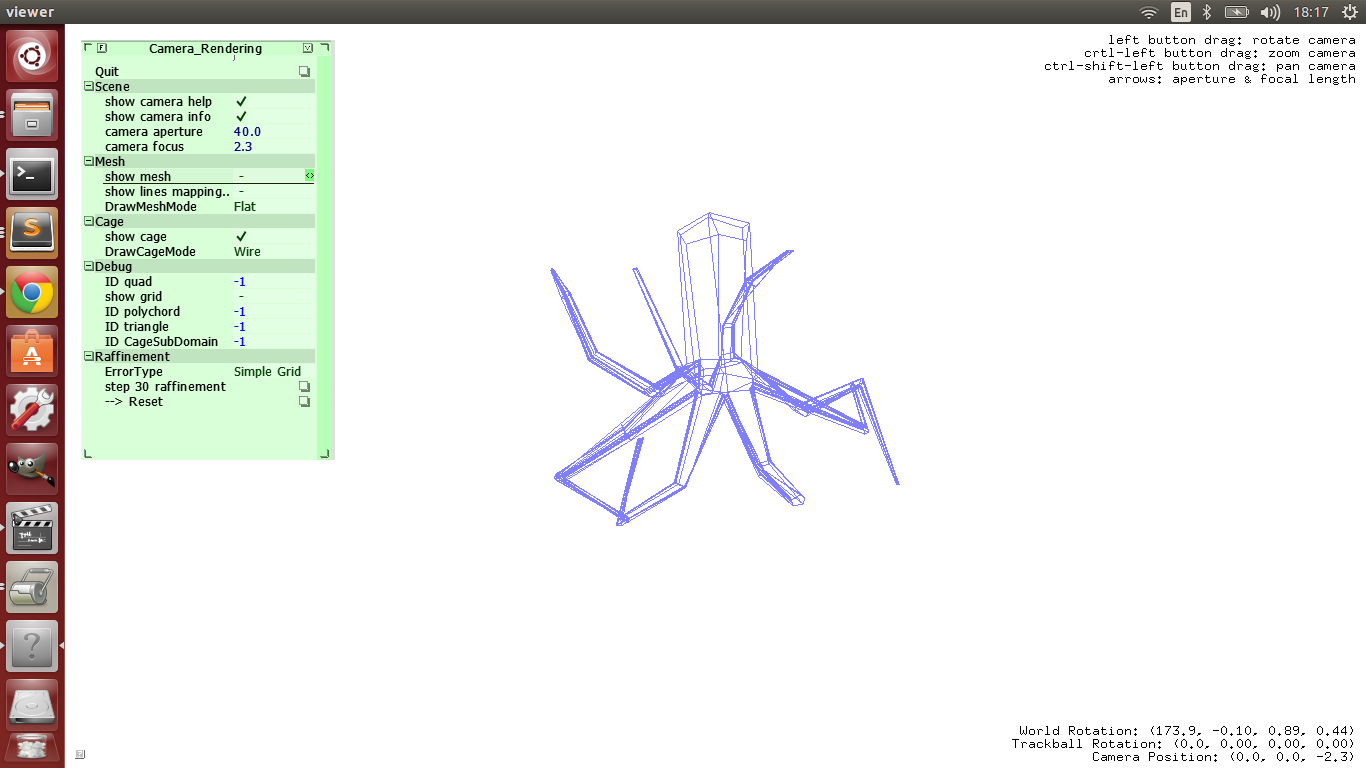 viewer
En
18:17
Camera_Rendering
Quit
Scene
show camera help
show camera info
camera aperture 40.0
camera focus 2.3
Mesh
show mesh -
show lines mapping.. -
DrawMeshMode Flat
Cage
show cage
DrawCageMode Wire
Debug
ID quad -1
show grid -
ID polychord -1
ID triangle -1
ID CageSubDomain -1
Raffinement
ErrorType Simple Grid
step 30 raffinement
--> Reset
left button drag: rotate camera
crtl-left button drag: zoom camera
ctrl-shift-left button drag: pan camera
arrows: aperture & focal length
World Rotation: (173.9, -0.10, 0.89, 0.44)
Trackball Rotation: (0.0, 0.00, 0.00, 0.00)
Camera Position: (0.0, 0.0, -2.3)